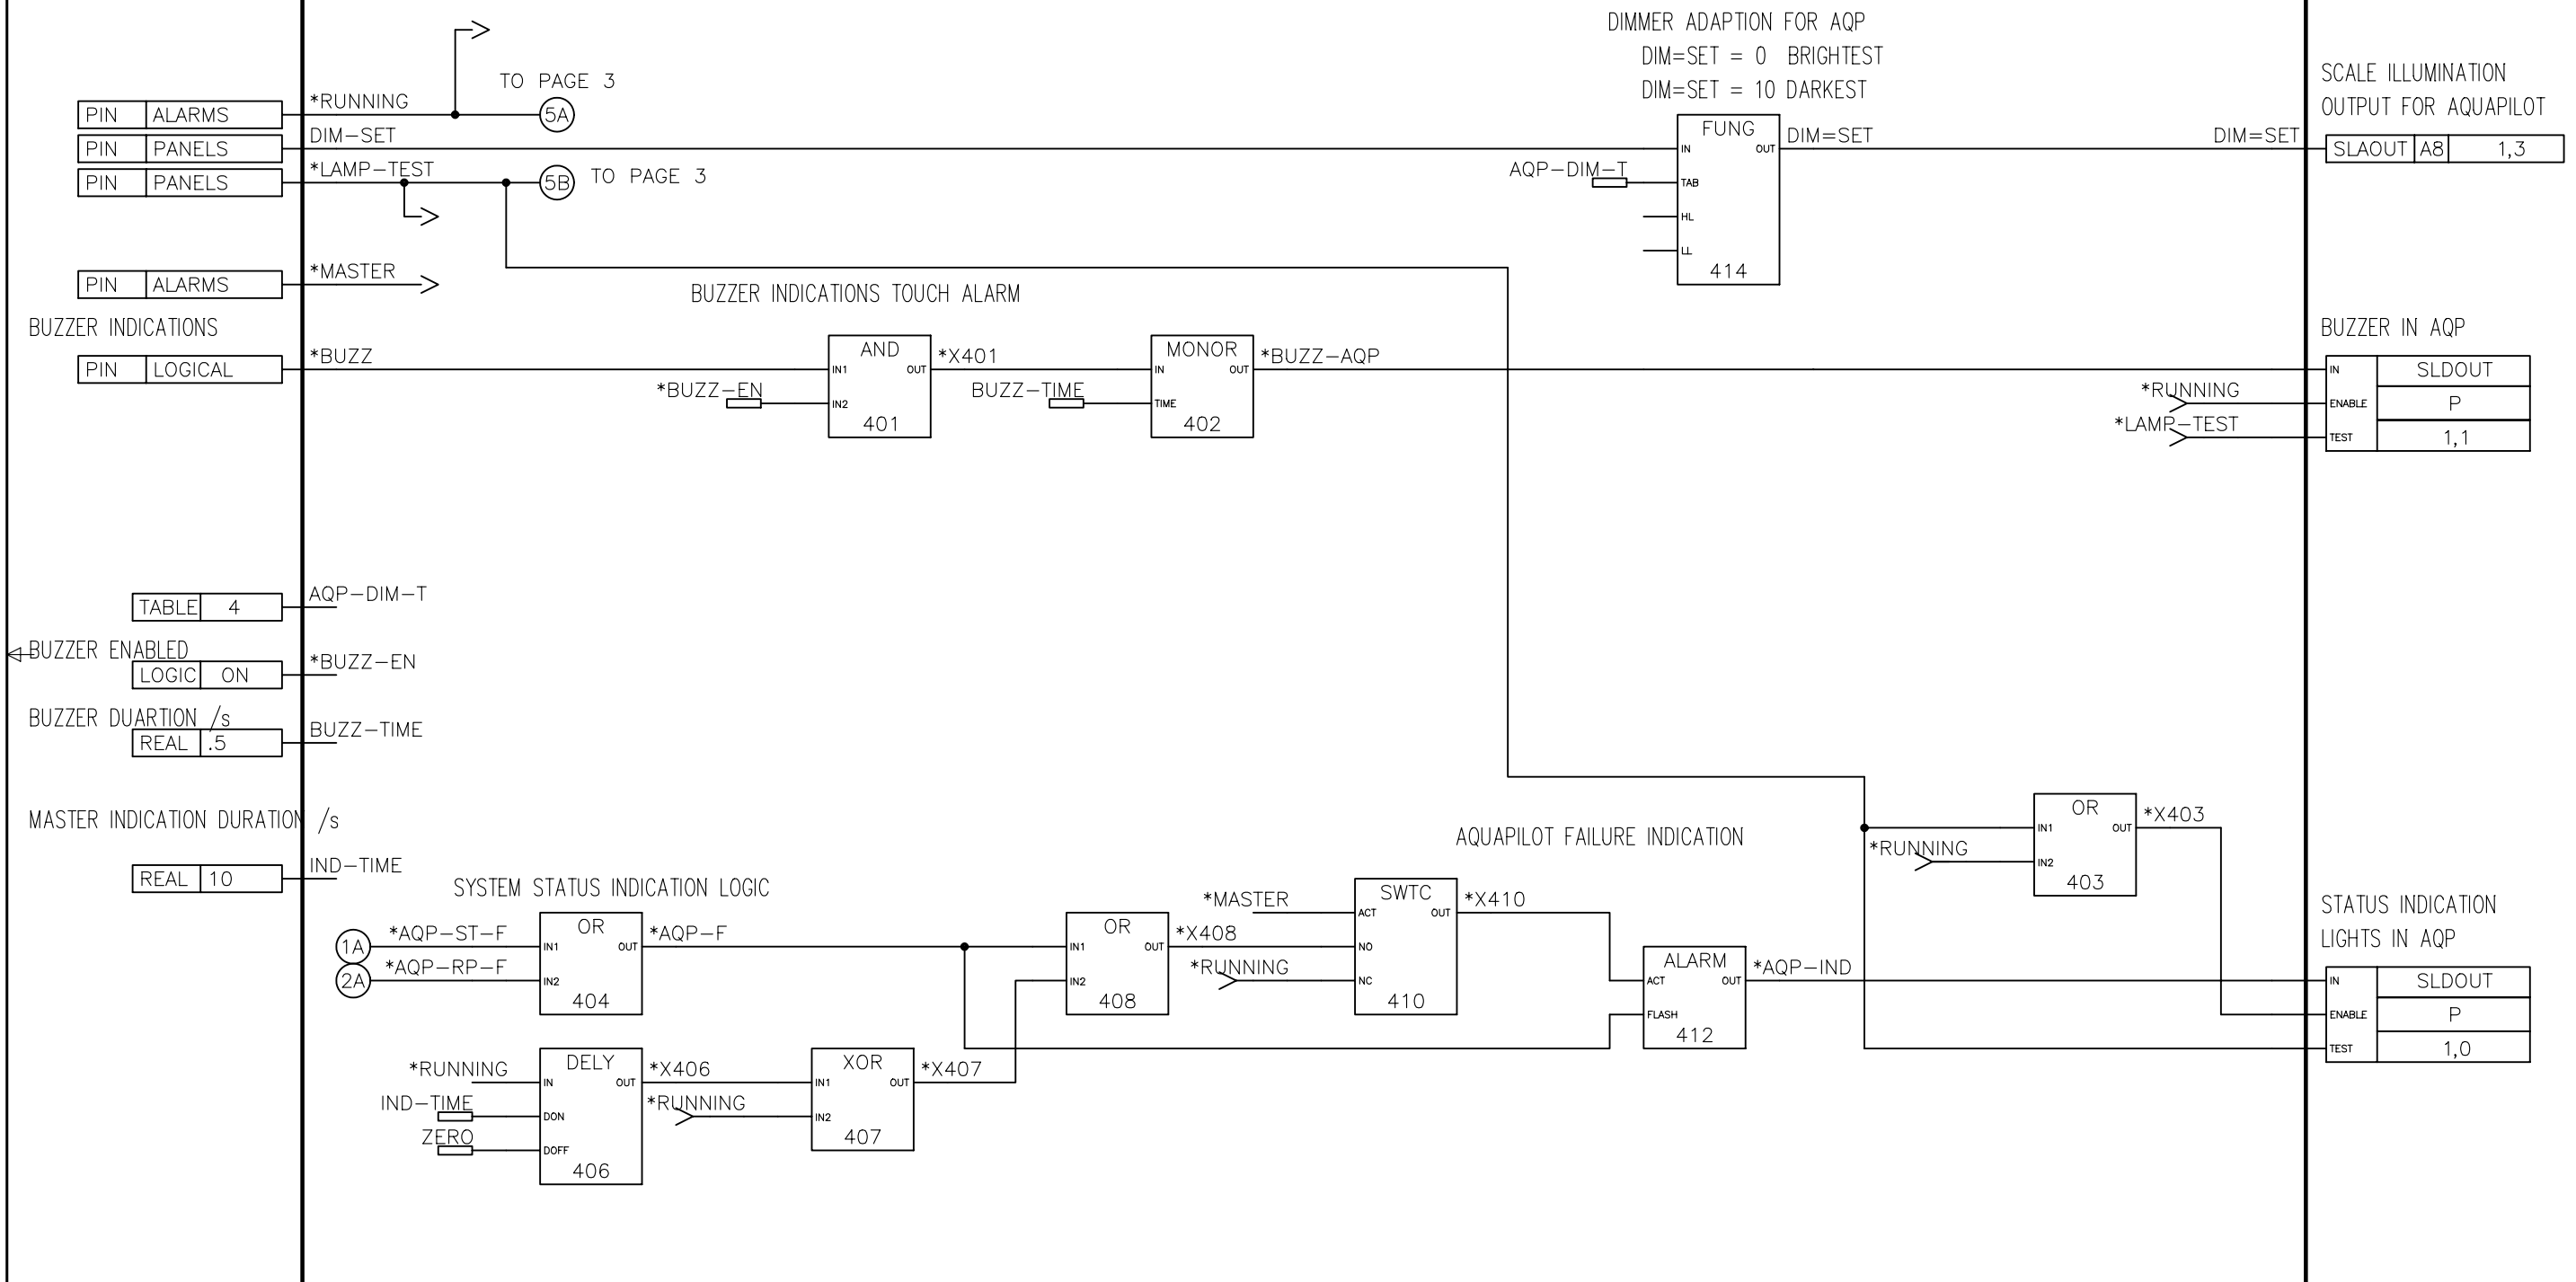 DIMMER ADAPTION FOR AQP
DIM=SET = 0 BRIGHTEST
DIM=SET = 10 DARKEST
TO PAGE 3
SCALE ILLUMINATION
OUTPUT FOR AQUAPILOT
PIN ALARMS *RUNNING 5A
FUNG
PIN PANELS DIM-SET IN OUT DIM=SET DIM=SET SLAOUT A8 1,3
PIN PANELS *LAMP-TEST 5B TO PAGE 3 AQP-DIM-T TAB
HL
LL
414
PIN ALARMS *MASTER
BUZZER INDICATIONS TOUCH ALARM
BUZZER INDICATIONS
BUZZER IN AQP
AND MONOR
PIN LOGICAL *BUZZ IN1 OUT *X401 IN OUT *BUZZ-AQP IN SLDOUT
*BUZZ-EN IN2 BUZZ-TIME TIME *RUNNING ENABLE P
401 402 *LAMP-TEST TEST 1,1
TABLE 4 AQP-DIM-T
BUZZER ENABLED
LOGIC ON *BUZZ-EN
BUZZER DUARTION /s
REAL .5 BUZZ-TIME
MASTER INDICATION DURATION /s
REAL 10 IND-TIME
OR
IN1 OUT *X403
*RUNNING IN2
403
AQUAPILOT FAILURE INDICATION
SYSTEM STATUS INDICATION LOGIC
STATUS INDICATION
LIGHTS IN AQP
OR
1A *AQP-ST-F IN1 OUT *AQP-F
2A *AQP-RP-F IN2
404
OR
IN1 OUT *X408
IN2
408
SWTC
*MASTER ACT OUT *X410
NO
*RUNNING NC
410
ALARM
ACT OUT *AQP-IND
FLASH
412
IN SLDOUT
ENABLE P
TEST 1,0
DELY
*RUNNING IN OUT *X406
IND-TIME DON
ZERO DOFF
406
XOR
IN1 OUT *X407
*RUNNING IN2
407